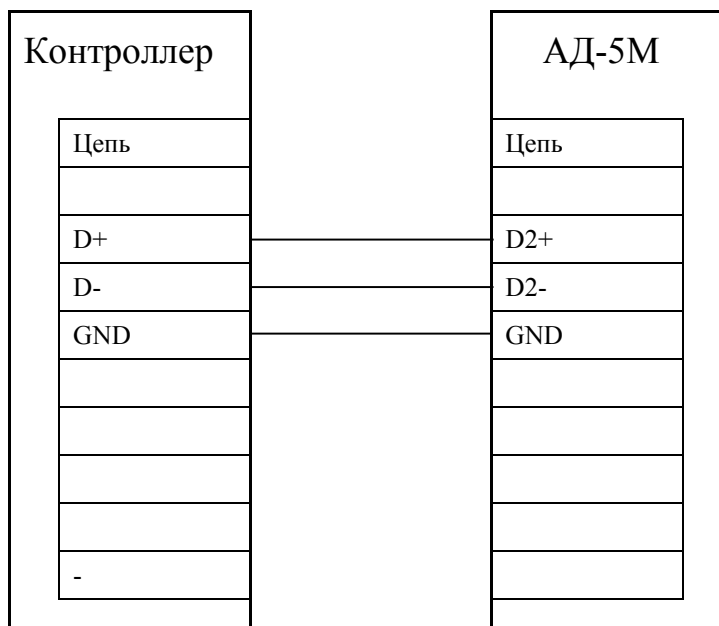 Контроллер
АД-5М
Цепь
Цепь
D+
D2+
D-
D2-
GND
GND
-